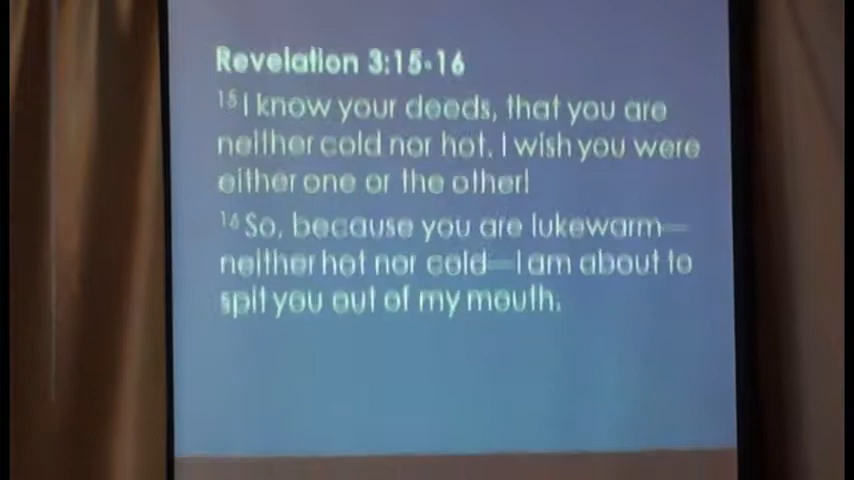 Revelation 3:15-16
15 I know your deeds, that you are
neither cold nor hot. I wish you were
either one or the other!
16 So, because you are lukewarm—
neither hot nor cold—I am about to
spit you out of my mouth.